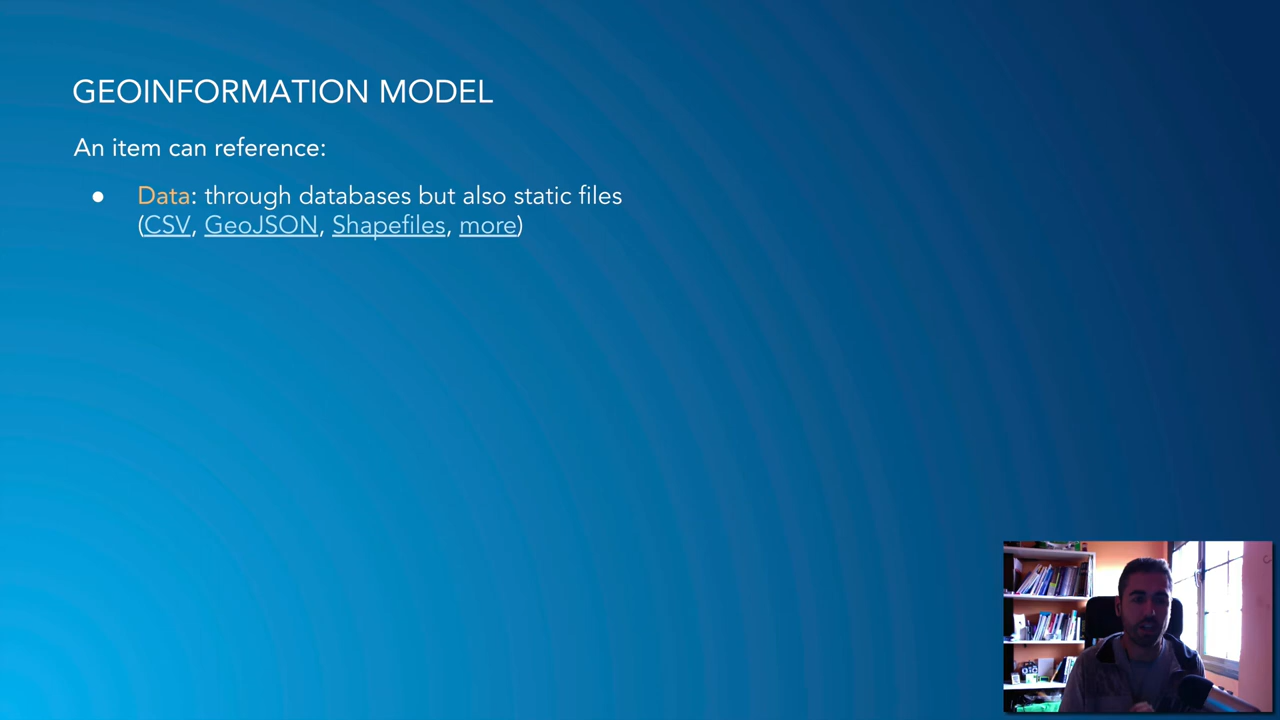 GEOINFORMATION MODEL
An item can reference:
● Data: through databases but also static files
(CSV, GeoJSON, Shapefiles, more)